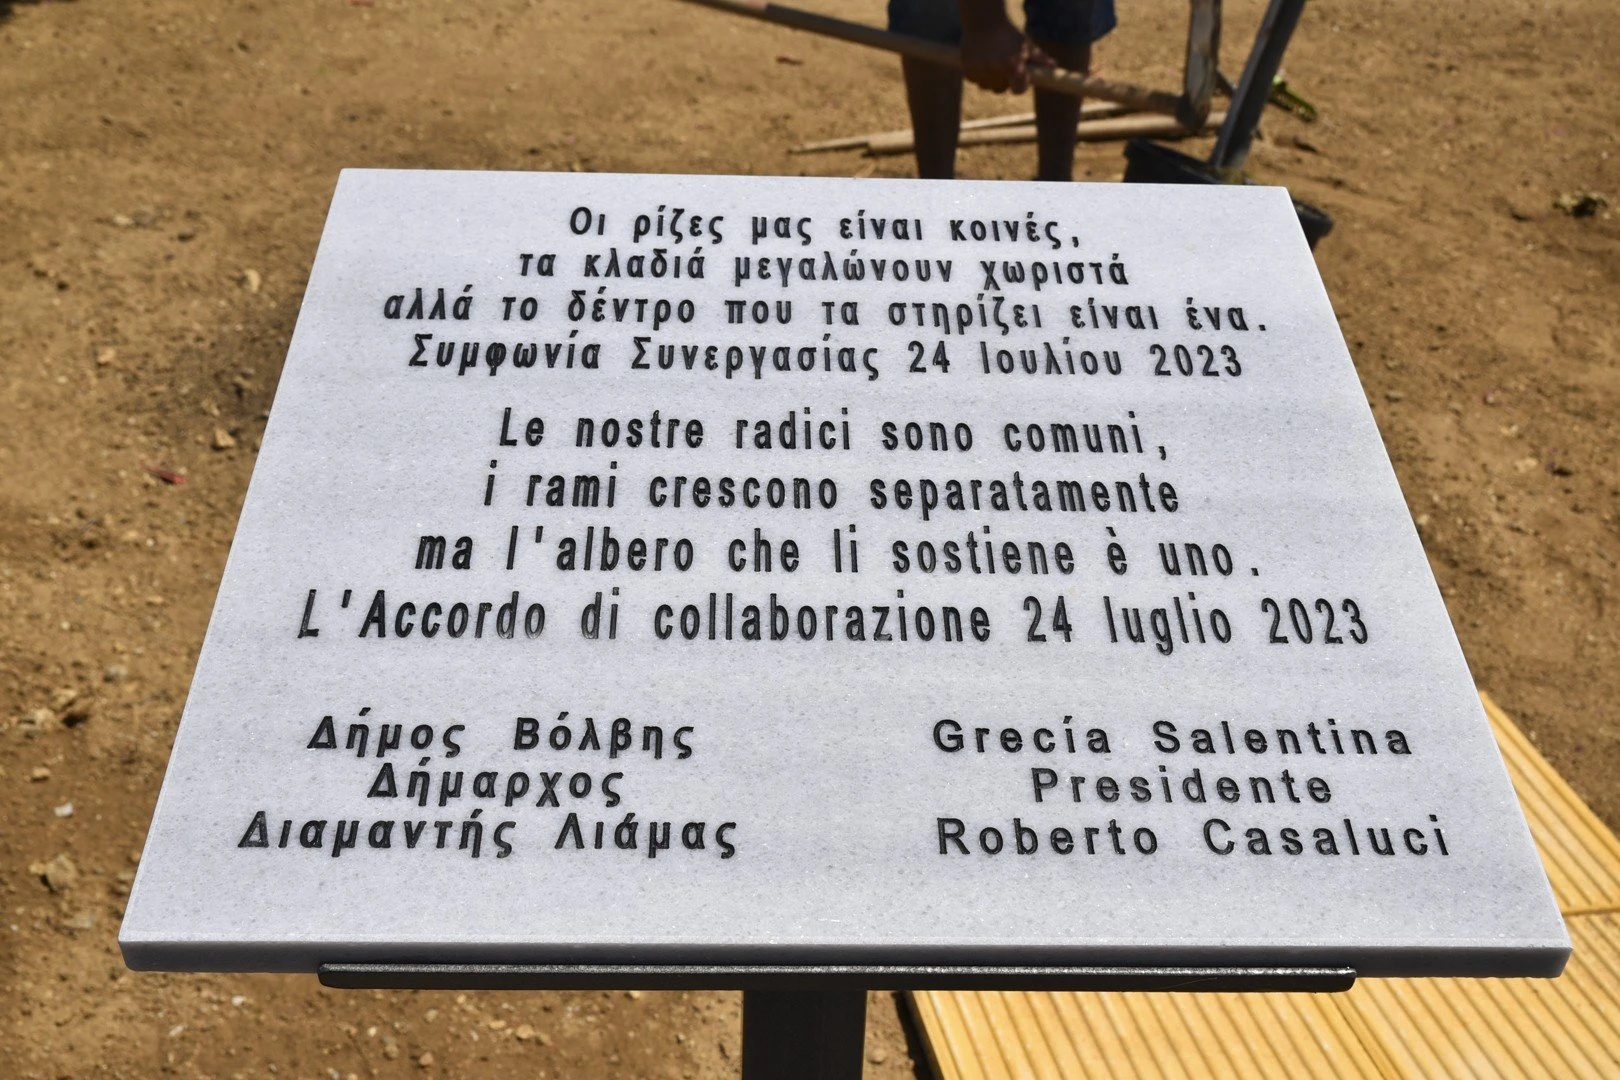 Οι ρίζες μας είναι κοινές,
τα κλαδιά μεγαλώνουν χωριστά
αλλά το δέντρο που τα στηρίζει είναι ένα.
Συμφωνία Συνεργασίας 24 Ιουλίου 2023
Le nostre radici sono comuni,
i rami crescono separatamente
ma l'albero che li sostiene è uno.
L'Accordo di collaborazione 24 luglio 2023
Δήμος Βόλβης
Δήμαρχος
Διαμαντής Λιάμας
Grecía Salentina
Presidente
Roberto Casaluci